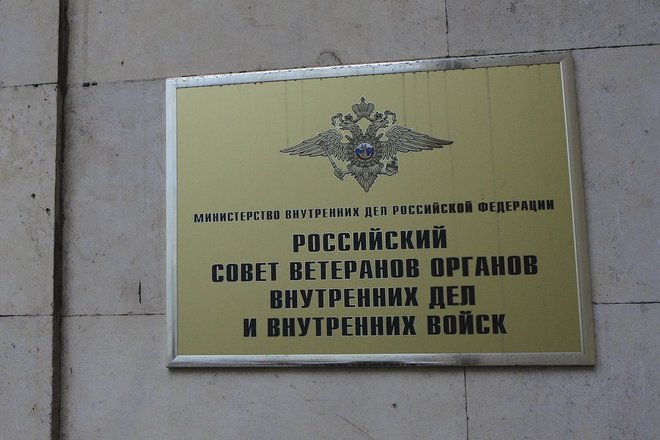 МИНИСТЕРСТВО ВНУТРЕННИХ ДЕЛ РОССИЙСКОЙ ФЕДЕРАЦИИ
РОССИЙСКИЙ
СОВЕТ ВЕТЕРАНОВ ОРГАНОВ
ВНУТРЕННИХ ДЕЛ
И ВНУТРЕННИХ ВОЙСК